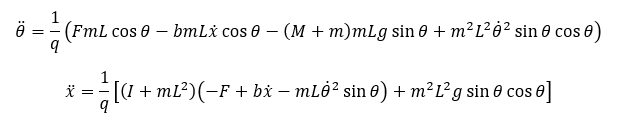 θ̈ = 1/q (FmL cos θ − bmLẋ cos θ − (M + m)mLg sin θ + m²L²θ̇² sin θ cos θ)
ẍ = 1/q [(I + mL²)(−F + bẋ − mLθ̇² sin θ) + m²L²g sin θ cos θ]